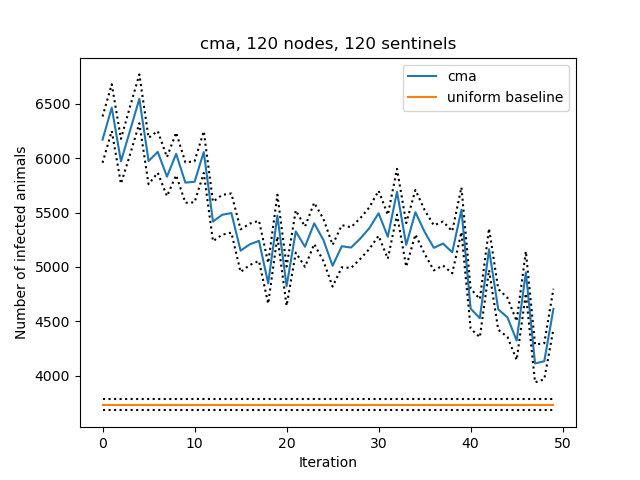 cma, 120 nodes, 120 sentinels
cma
uniform baseline
Number of infected animals
6500
6000
5500
5000
4500
4000
0 10 20 30 40 50
Iteration